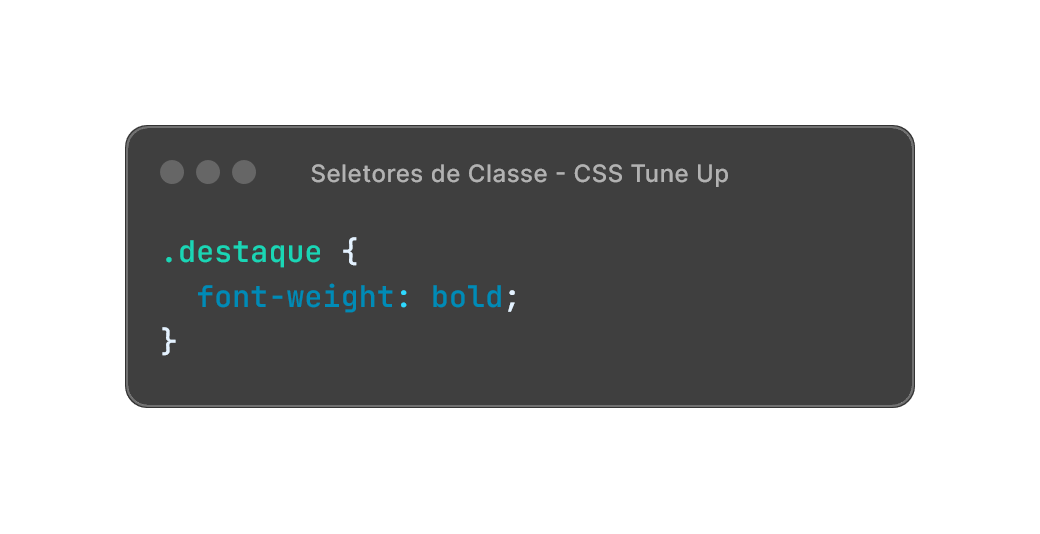 Seletores de Classe - CSS Tune Up
.destaque {
  font-weight: bold;
}